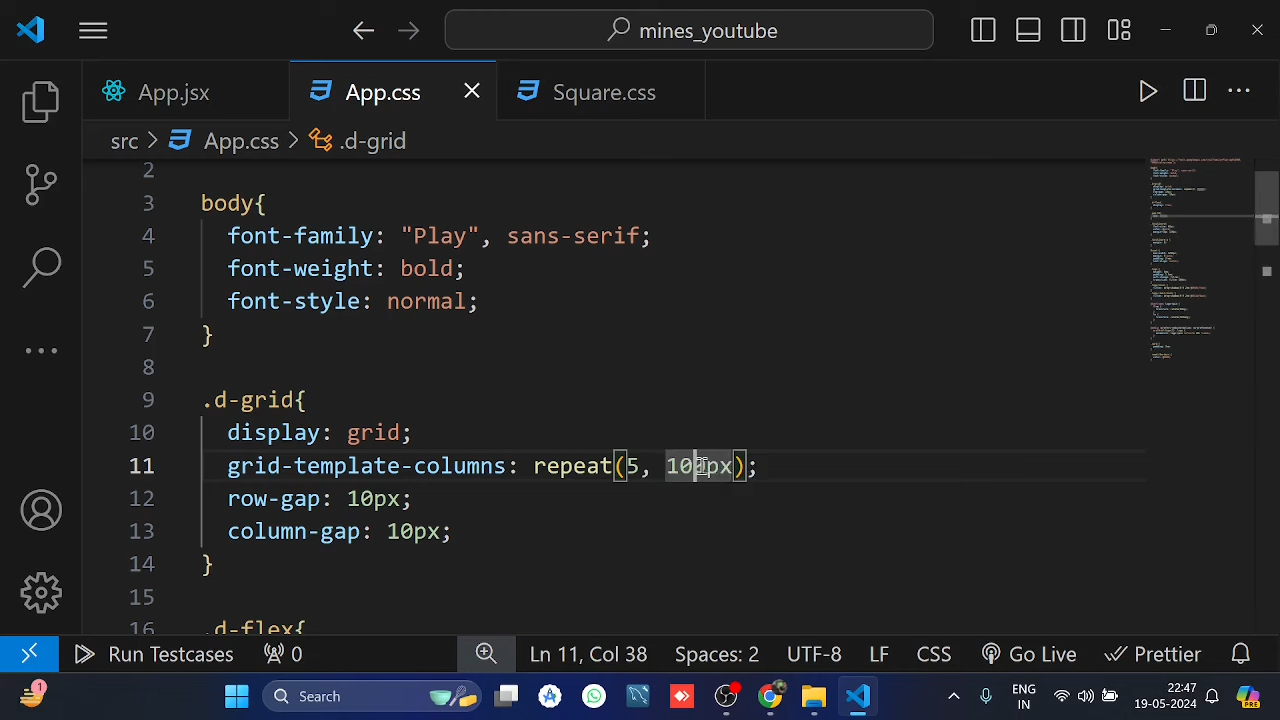 mines_youtube
App.jsx
App.css
Square.css
src
App.css
.d-grid
2
3 body{
4 font-family: "Play", sans-serif;
5 font-weight: bold;
6 font-style: normal;
7 }
8
9 .d-grid{
10 display: grid;
11 grid-template-columns: repeat(5, 100px);
12 row-gap: 10px;
13 column-gap: 10px;
14 }
15
16 .d-flex{
Run Testcases
0
Ln 11, Col 38
Spaces: 2
UTF-8
LF
CSS
Go Live
Prettier
1
Search
ENG
IN
22:47
19-05-2024
PRE